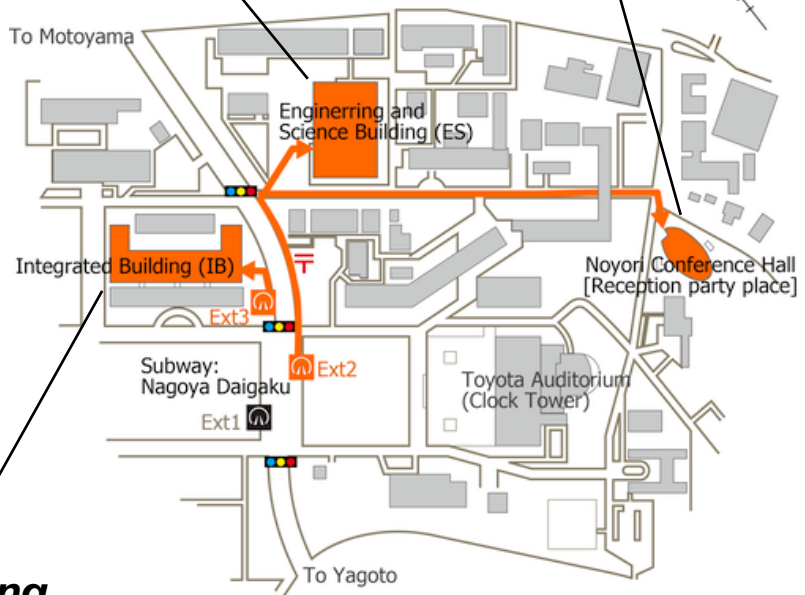 To Motoyama
Enginerring and
Science Building (ES)
Integrated Building (IB)
Noyori Conference Hall
[Reception party place]
Ext3
〒
Subway:
Nagoya Daigaku
Ext2
Toyota Auditorium
(Clock Tower)
Ext1
To Yagoto